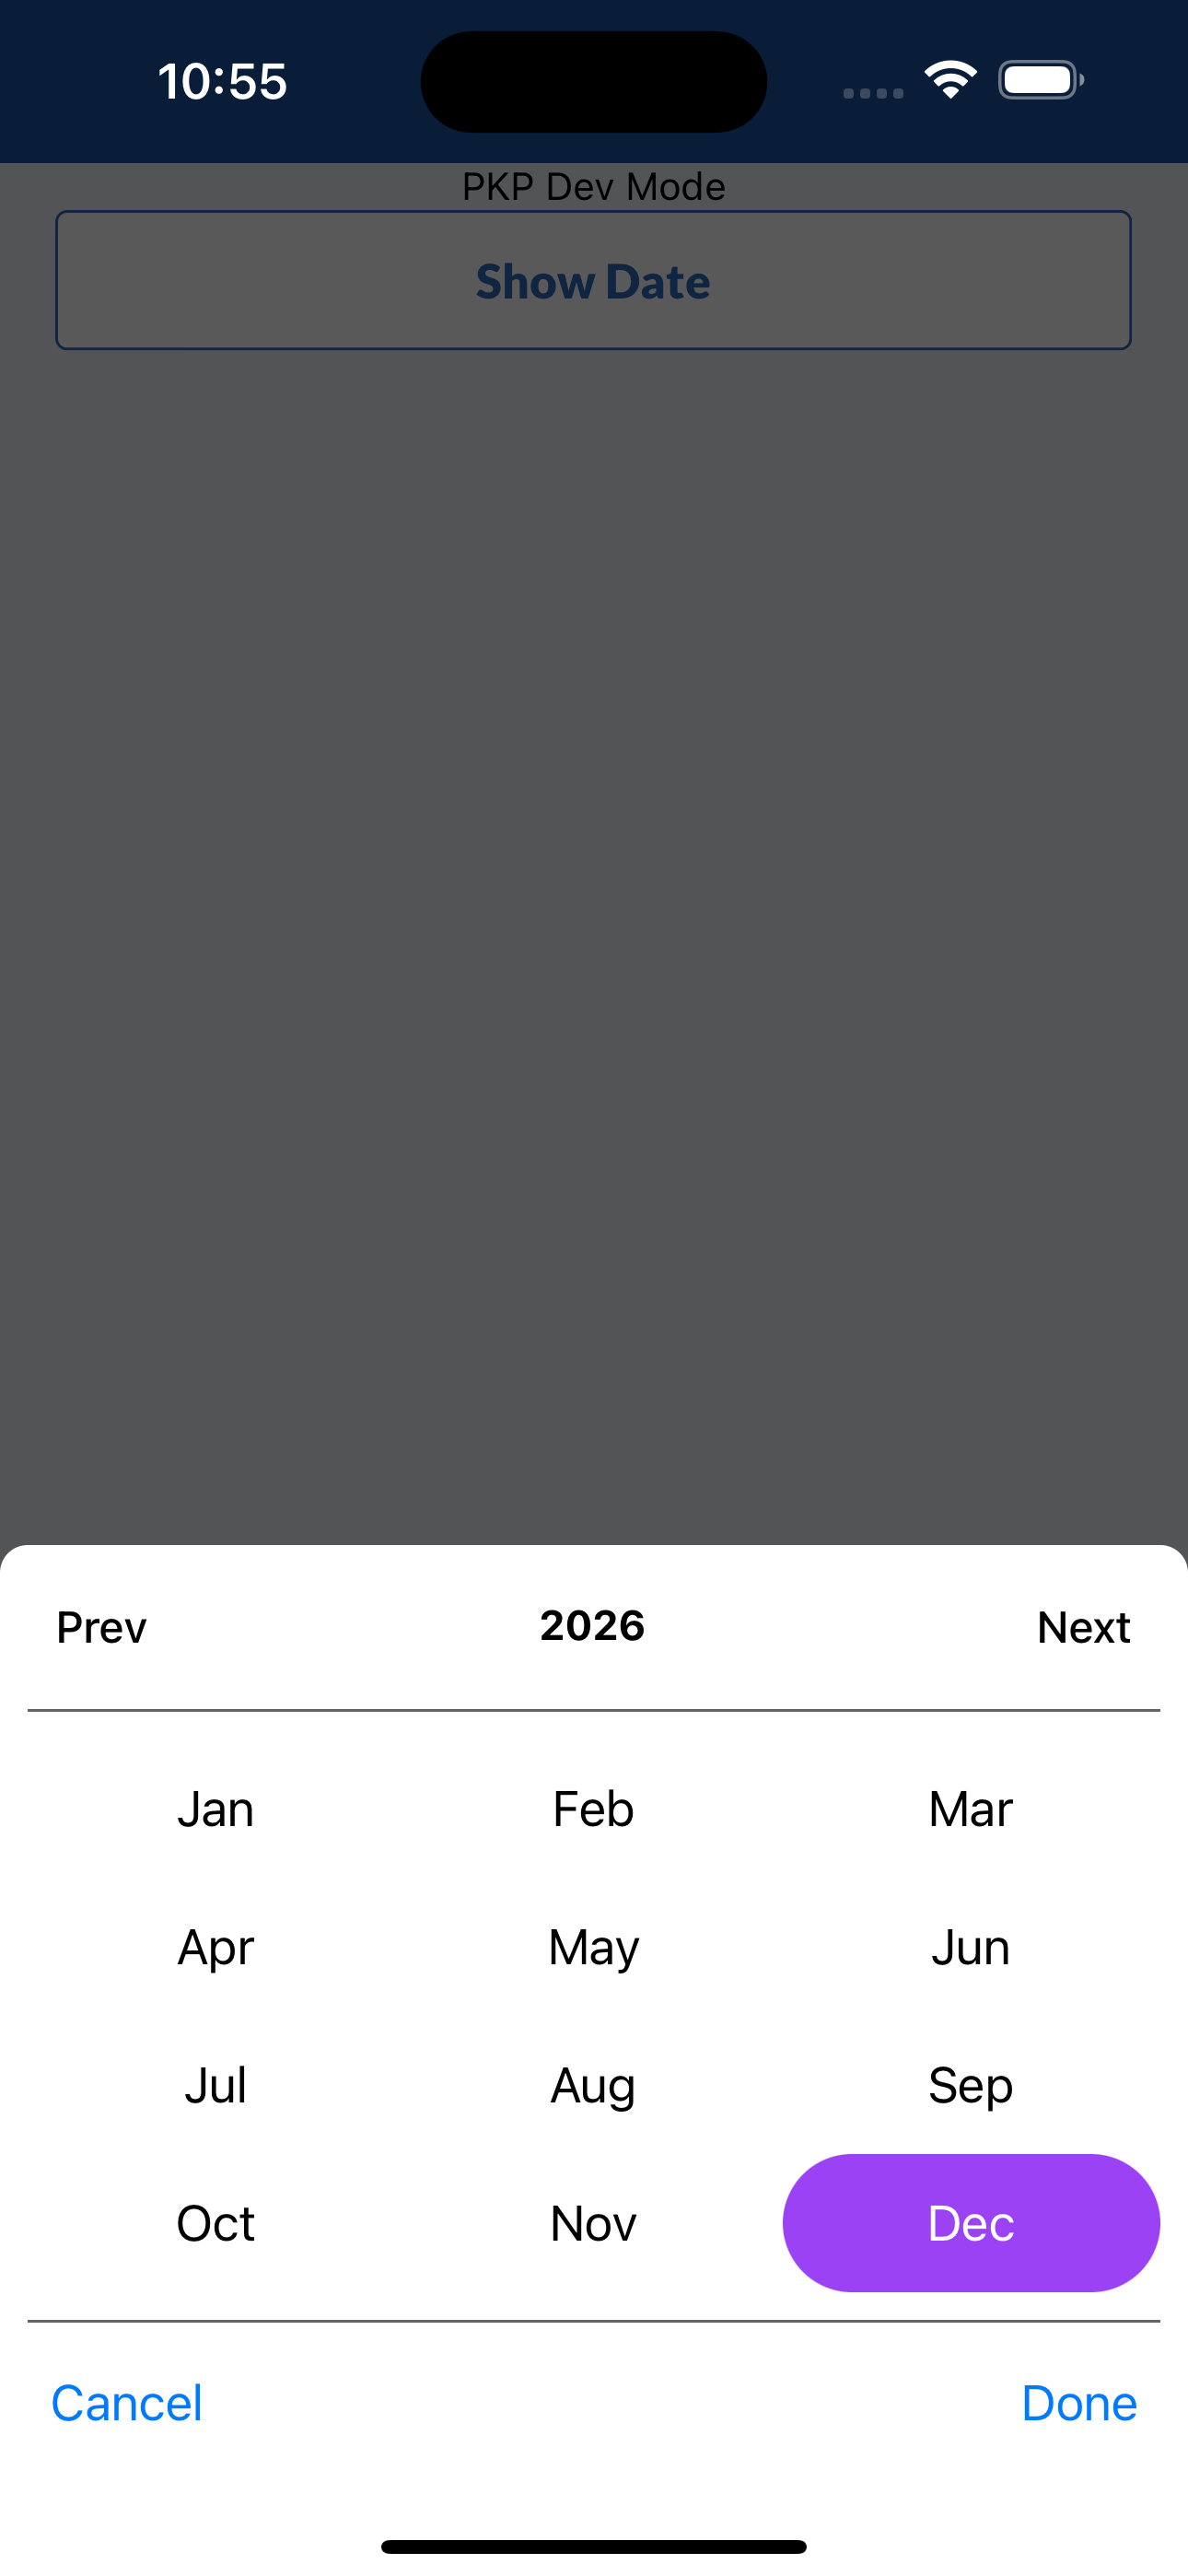 10:55
PKP Dev Mode
Show Date
Prev 2026 Next
Jan Feb Mar
Apr May Jun
Jul Aug Sep
Oct Nov Dec
Cancel Done